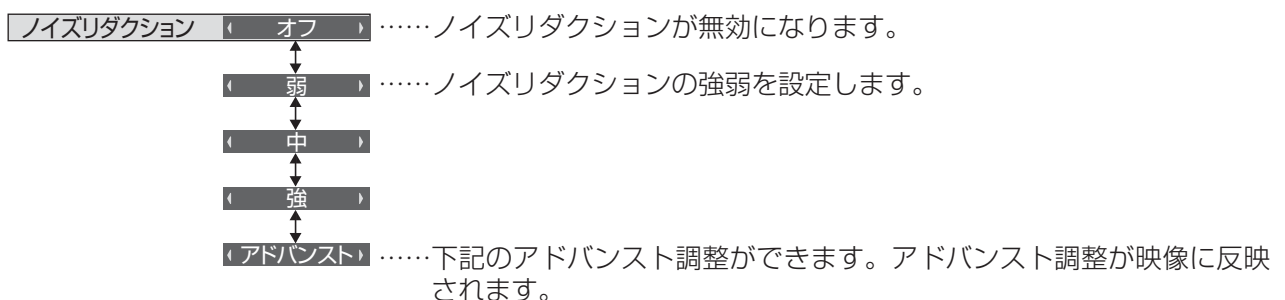 ノイズリダクション オフ ……ノイズリダクションが無効になります。
弱 ……ノイズリダクションの強弱を設定します。
中
強
アドバンスト ……下記のアドバンスト調整ができます。アドバンスト調整が映像に反映
されます。